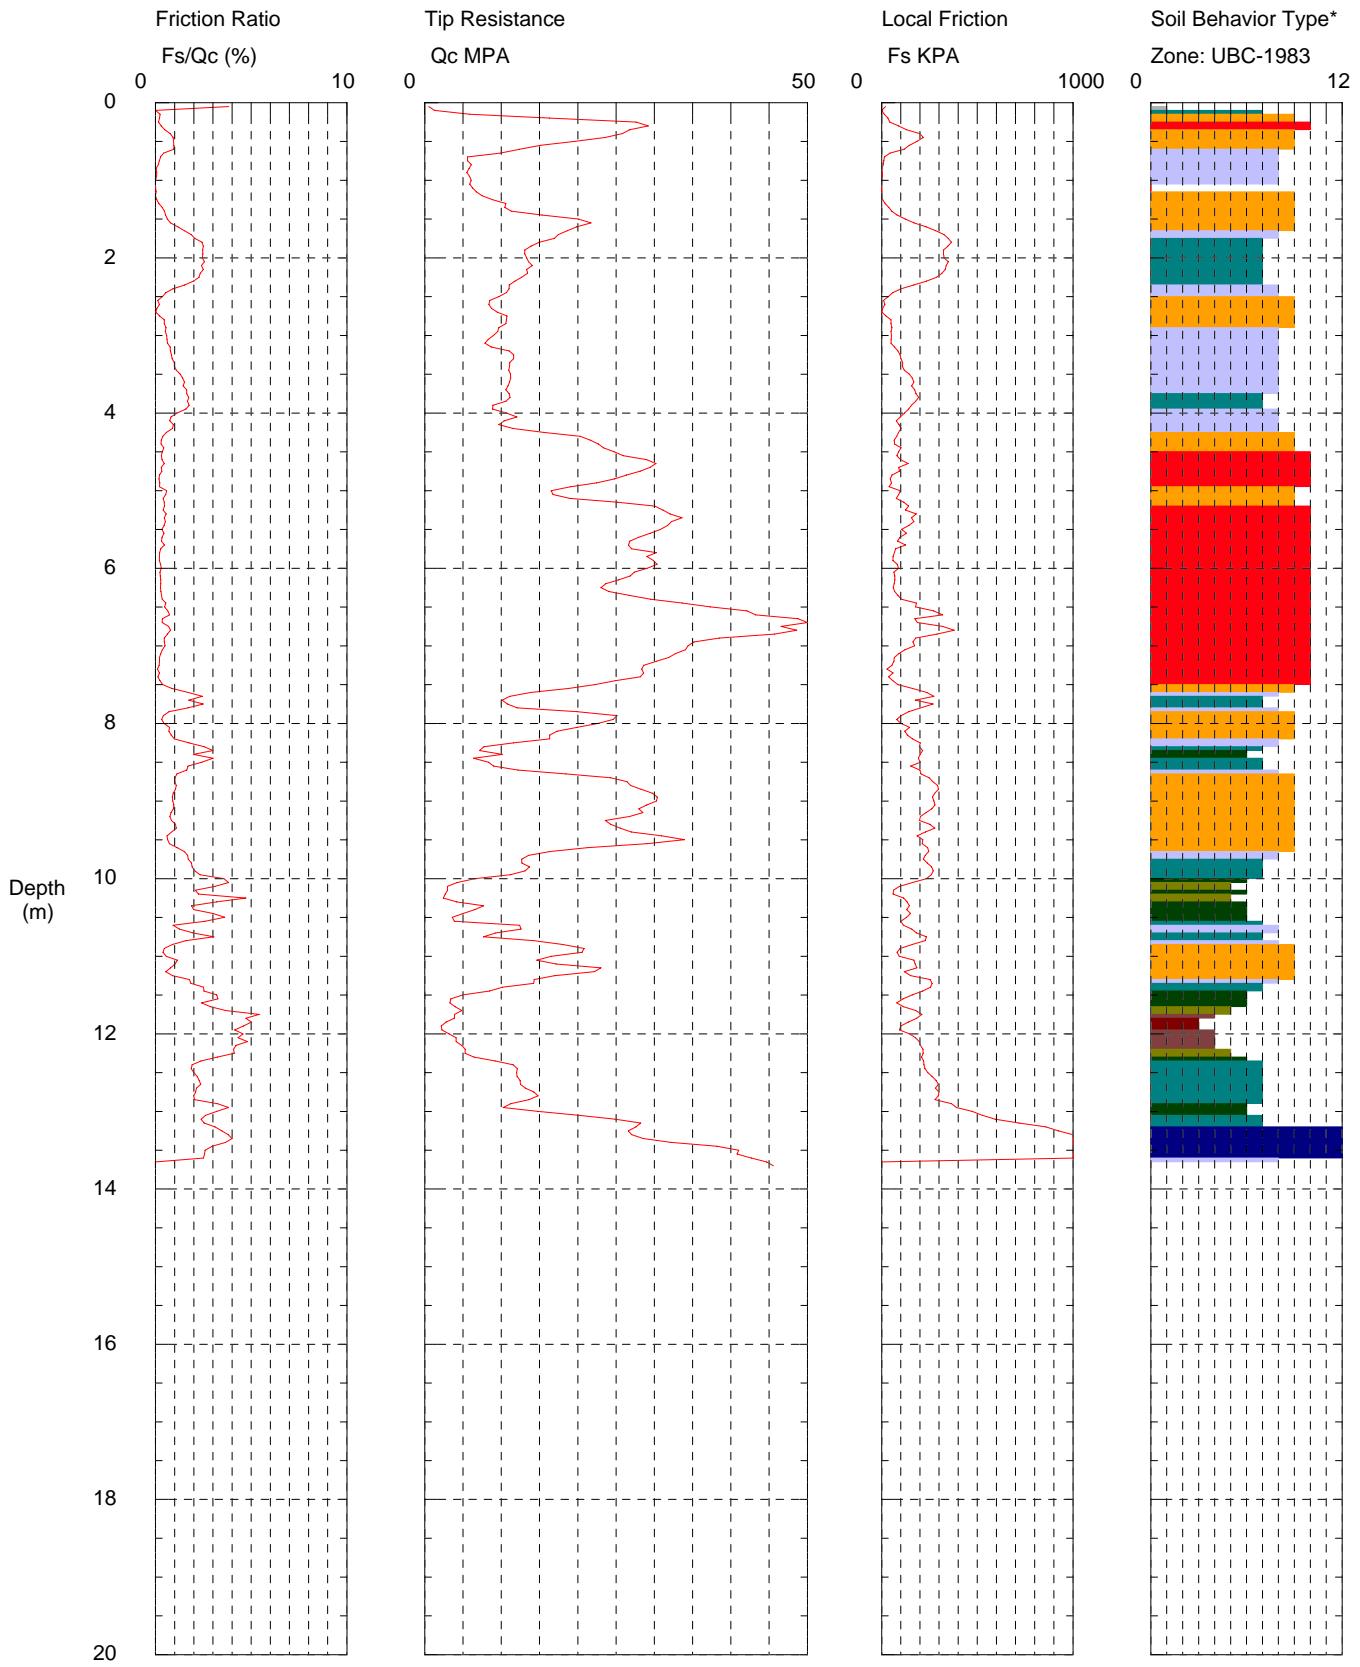 Friction Ratio
Tip Resistance
Local Friction
Soil Behavior Type*
Fs/Qc (%)
Qc MPA
Fs KPA
Zone: UBC-1983
0 10
0 50
0 1000
0 12
0
2
4
6
8
10
Depth
(m)
12
14
16
18
20